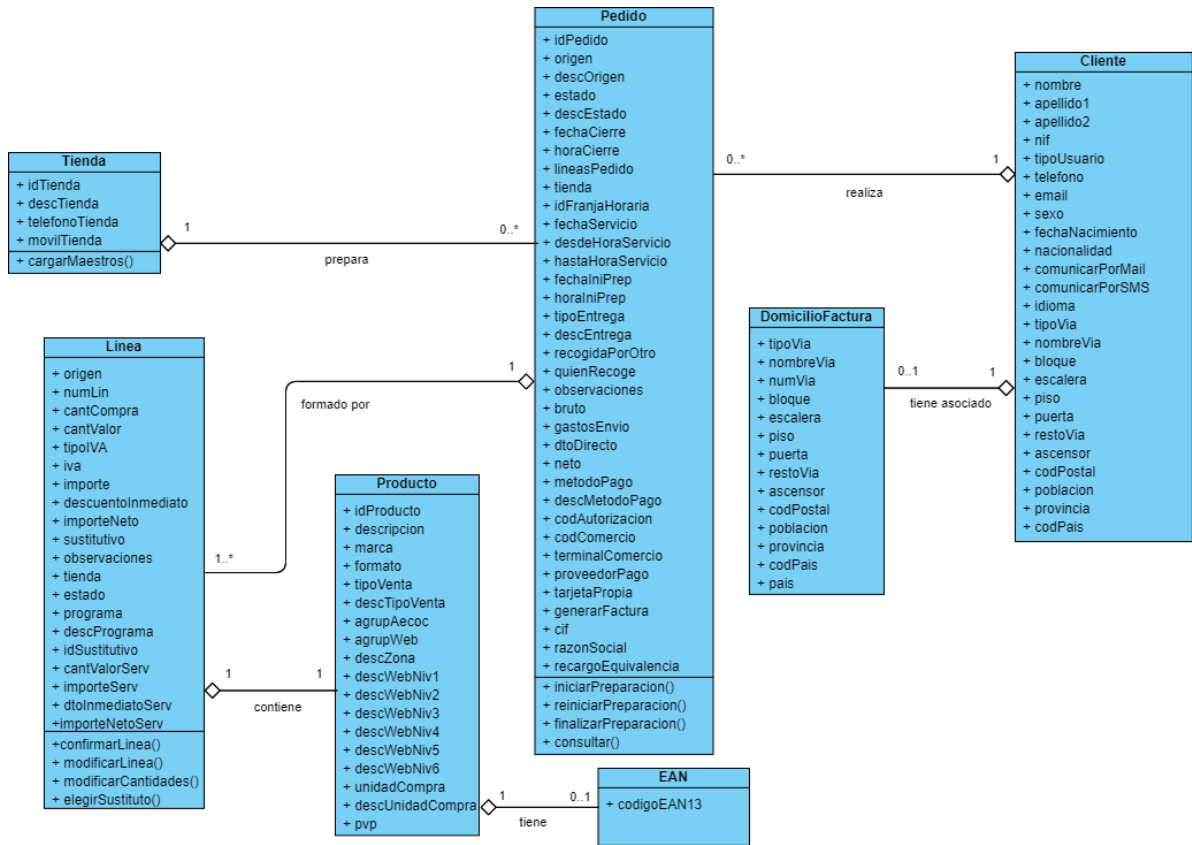 Tienda
+ idTienda
+ descTienda
+ telefonoTienda
+ movilTienda
+ cargarMaestros()
1
0..*
prepara
Pedido
+ idPedido
+ origen
+ descOrigen
+ estado
+ descEstado
+ fechaCierre
+ horaCierre
+ lineasPedido
+ tienda
+ idFranjaHoraria
+ fechaServicio
+ desdeHoraServicio
+ hastaHoraServicio
+ fechaIniPrep
+ horaIniPrep
+ tipoEntrega
+ descEntrega
+ recogidaPorOtro
+ quienRecoge
+ observaciones
+ bruto
+ gastosEnvio
+ dtoDirecto
+ neto
+ metodoPago
+ descMetodoPago
+ codAutorizacion
+ codComercio
+ terminalComercio
+ proveedorPago
+ tarjetaPropia
+ generarFactura
+ cif
+ razonSocial
+ recargoEquivalencia
+ iniciarPreparacion()
+ reiniciarPreparacion()
+ finalizarPreparacion()
+ consultar()
0..*
1
realiza
Cliente
+ nombre
+ apellido1
+ apellido2
+ nif
+ tipoUsuario
+ telefono
+ email
+ sexo
+ fechaNacimiento
+ nacionalidad
+ comunicarPorMail
+ comunicarPorSMS
+ idioma
+ tipoVia
+ nombreVia
+ bloque
+ escalera
+ piso
+ puerta
+ restoVia
+ ascensor
+ codPostal
+ poblacion
+ provincia
+ codPais
DomicilioFactura
+ tipoVia
+ nombreVia
+ numVia
+ bloque
+ escalera
+ piso
+ puerta
+ restoVia
+ ascensor
+ codPostal
+ poblacion
+ provincia
+ codPais
+ pais
0..1
1
tiene asociado
Linea
+ origen
+ numLin
+ cantCompra
+ cantValor
+ tipoIVA
+ iva
+ importe
+ descuentoInmediato
+ importeNeto
+ sustitutivo
+ observaciones
+ tienda
+ estado
+ programa
+ descPrograma
+ idSustitutivo
+ cantValorServ
+ importeServ
+ dtoInmediatoServ
+importeNetoServ
+confirmarLinea()
+ modificarLinea()
+ modificarCantidades()
+ elegirSustituto()
1
formado por
1..*
1
1
contiene
Producto
+ idProducto
+ descripcion
+ marca
+ formato
+ tipoVenta
+ descTipoVenta
+ agrupAecoc
+ agrupWeb
+ descZona
+ descWebNiv1
+ descWebNiv2
+ descWebNiv3
+ descWebNiv4
+ descWebNiv5
+ descWebNiv6
+ unidadCompra
+ descUnidadCompra
+ pvp
1
0..1
tiene
EAN
+ codigoEAN13